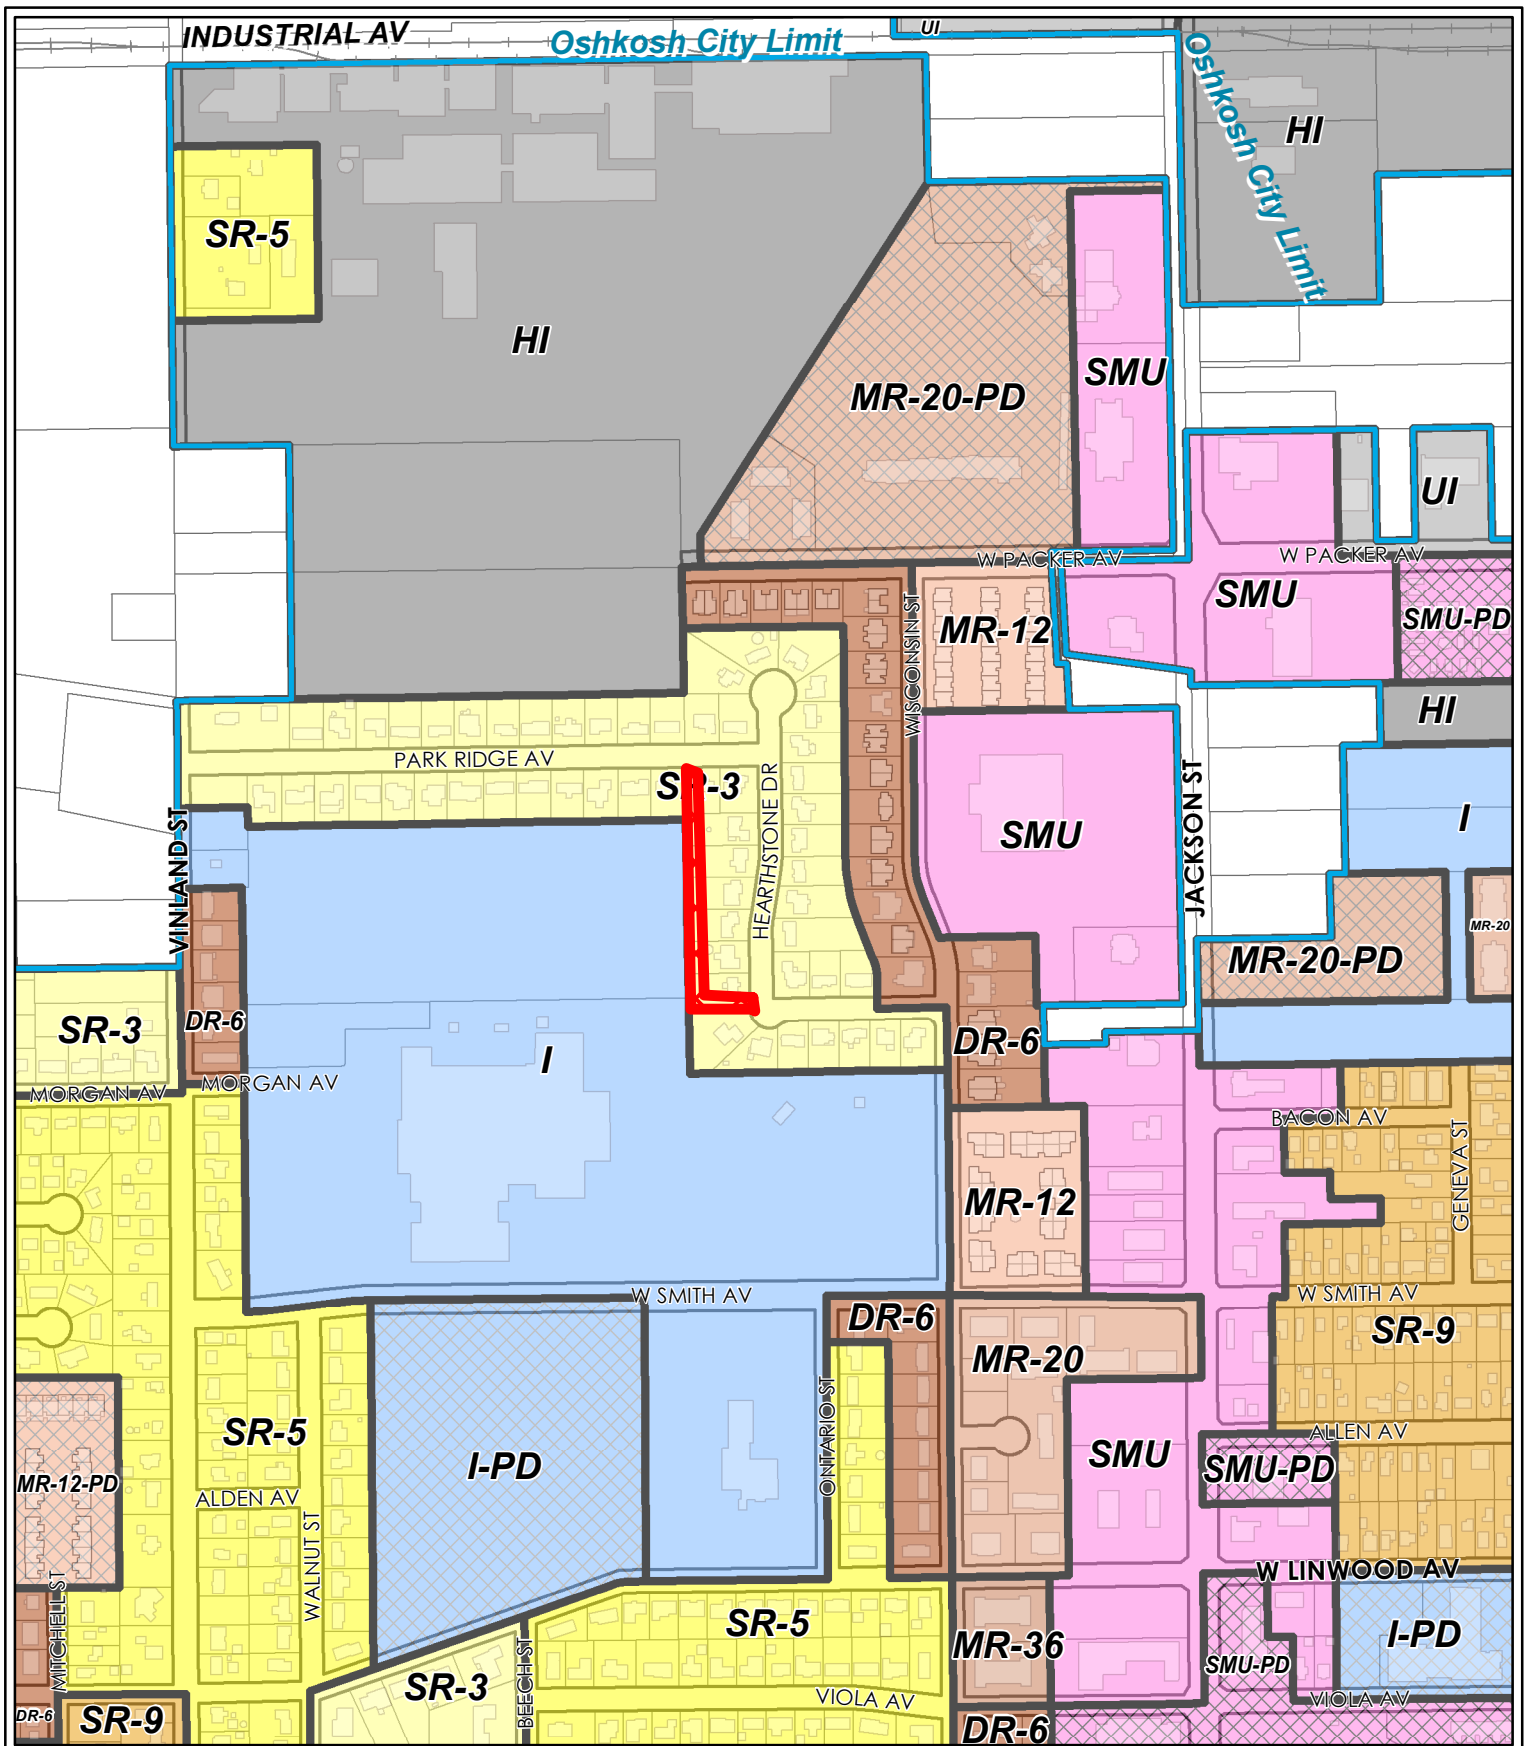 INDUSTRIAL AV
Oshkosh City Limit
UI
Oshkosh City Limit
HI
SR-5
HI
SMU
MR-20-PD
UI
W PACKER AV
W PACKER AV
SMU
SMU-PD
WISCONSIN ST
MR-12
HI
PARK RIDGE AV
SR-3
HEARTHSTONE DR
SMU
JACKSON ST
I
VINLAND ST
MR-20
MR-20-PD
SR-3
DR-6
DR-6
I
MORGAN AV
MORGAN AV
BACON AV
GENEVA ST
MR-12
W SMITH AV
W SMITH AV
DR-6
SR-9
MR-20
ONTARIO ST
SR-5
ALLEN AV
I-PD
SMU
SMU-PD
MR-12-PD
ALDEN AV
WALNUT ST
W LINWOOD AV
MITCHELL ST
SR-5
I-PD
MR-36
SMU-PD
SR-3
BEECH ST
VIOLA AV
VIOLA AV
DR-6
SR-9
DR-6